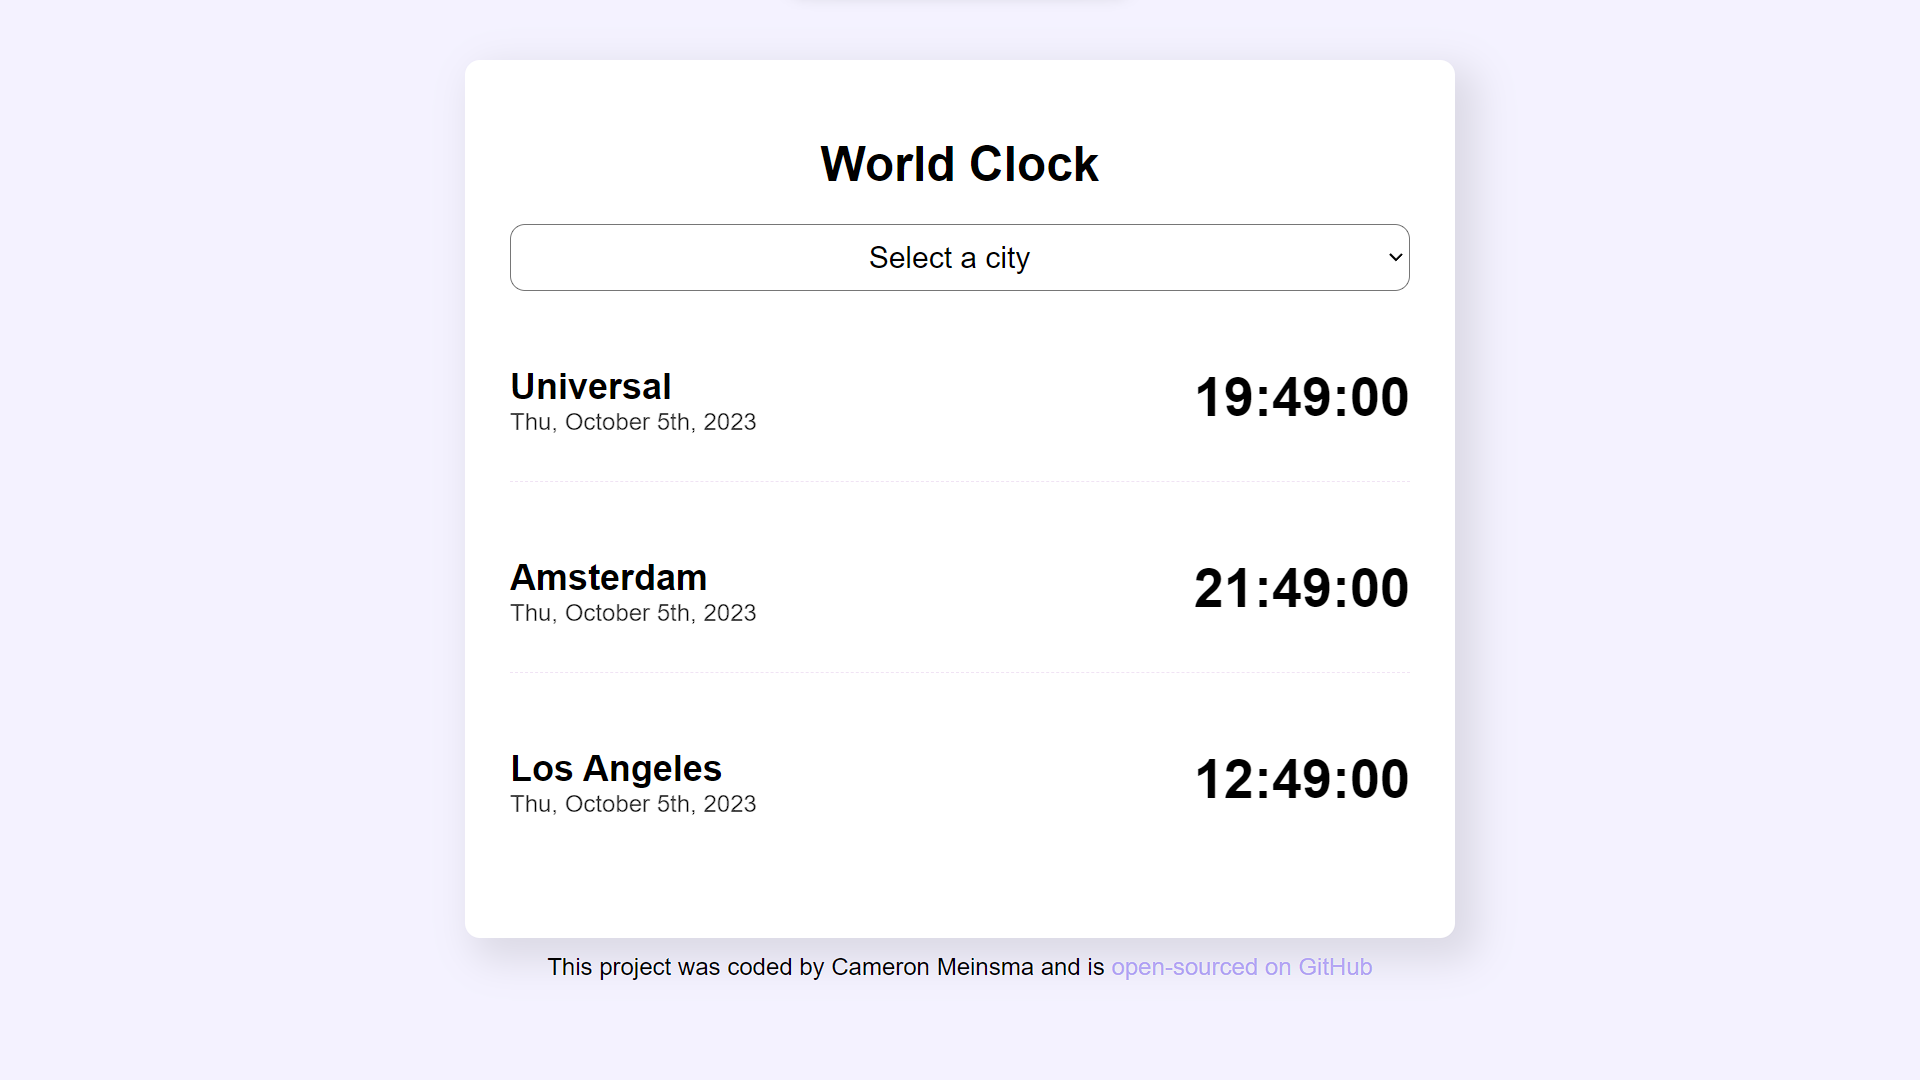 World Clock
Select a city
Universal
Thu, October 5th, 2023
19:49:00
Amsterdam
Thu, October 5th, 2023
21:49:00
Los Angeles
Thu, October 5th, 2023
12:49:00
This project was coded by Cameron Meinsma and is open-sourced on GitHub